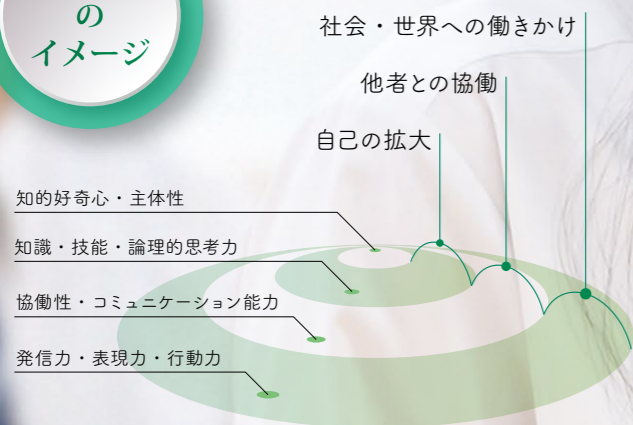 の
イメージ
社会・世界への働きかけ
他者との協働
自己の拡大
知的好奇心・主体性
知識・技能・論理的思考力
協働性・コミュニケーション能力
発信力・表現力・行動力